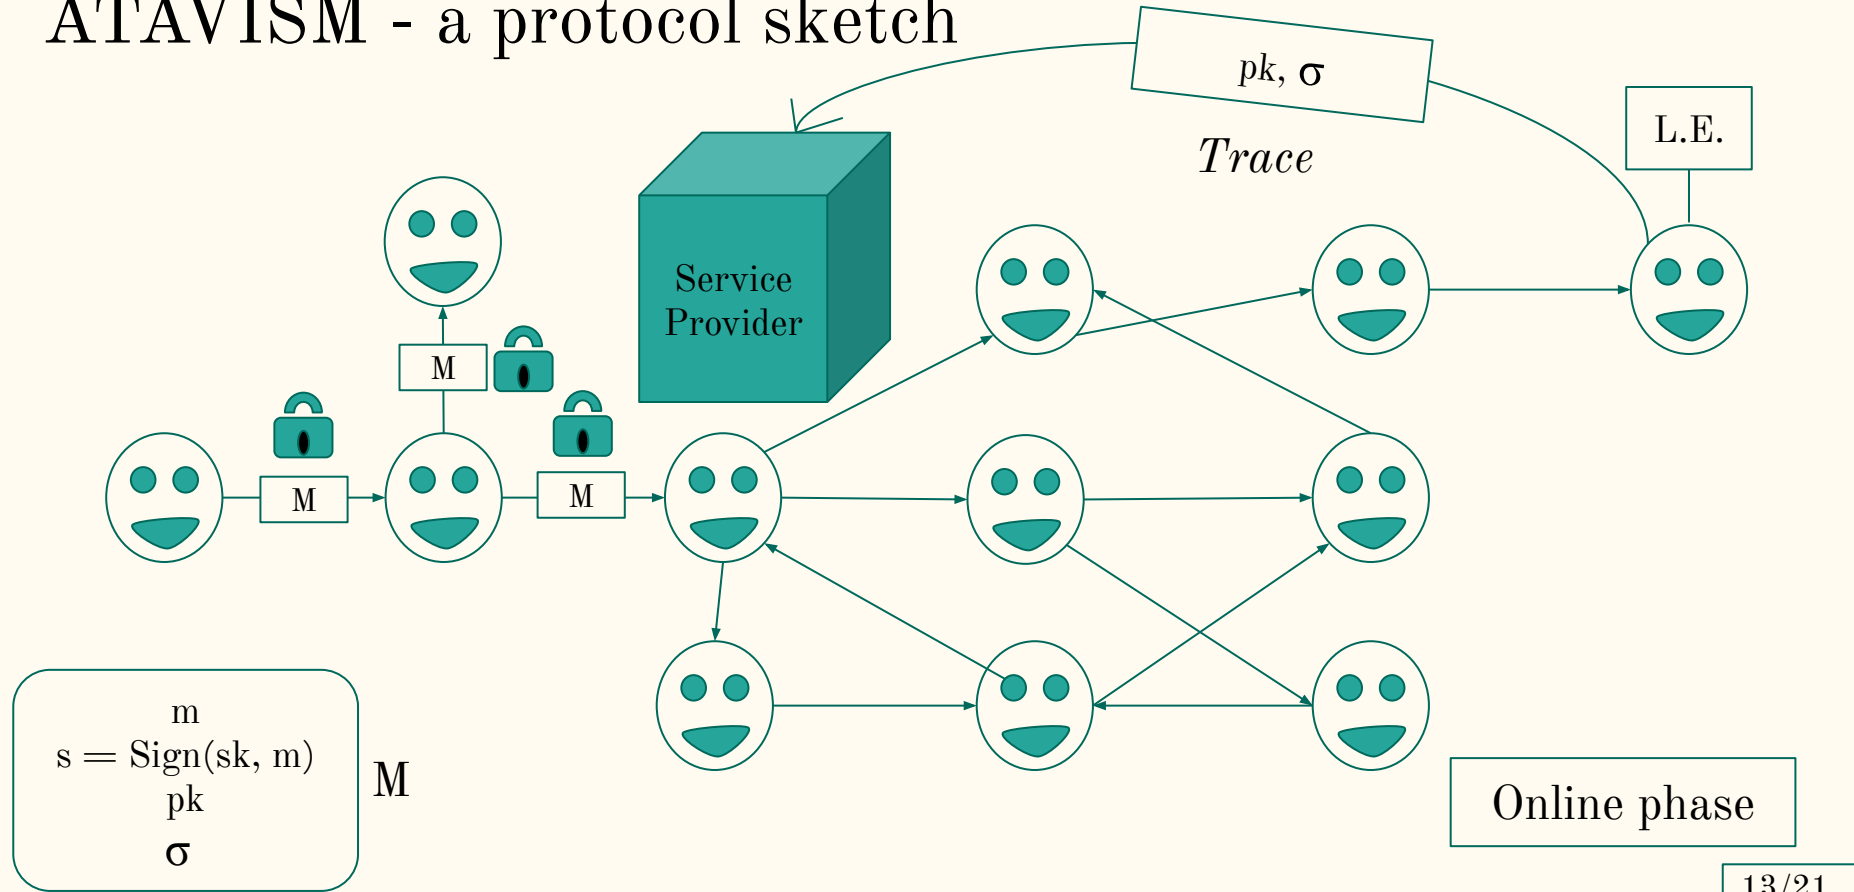 ATAVISM - a protocol sketch
pk, σ
Trace
L.E.
Service
Provider
M
M
M
m
s = Sign(sk, m)
pk
σ
M
Online phase
13/21